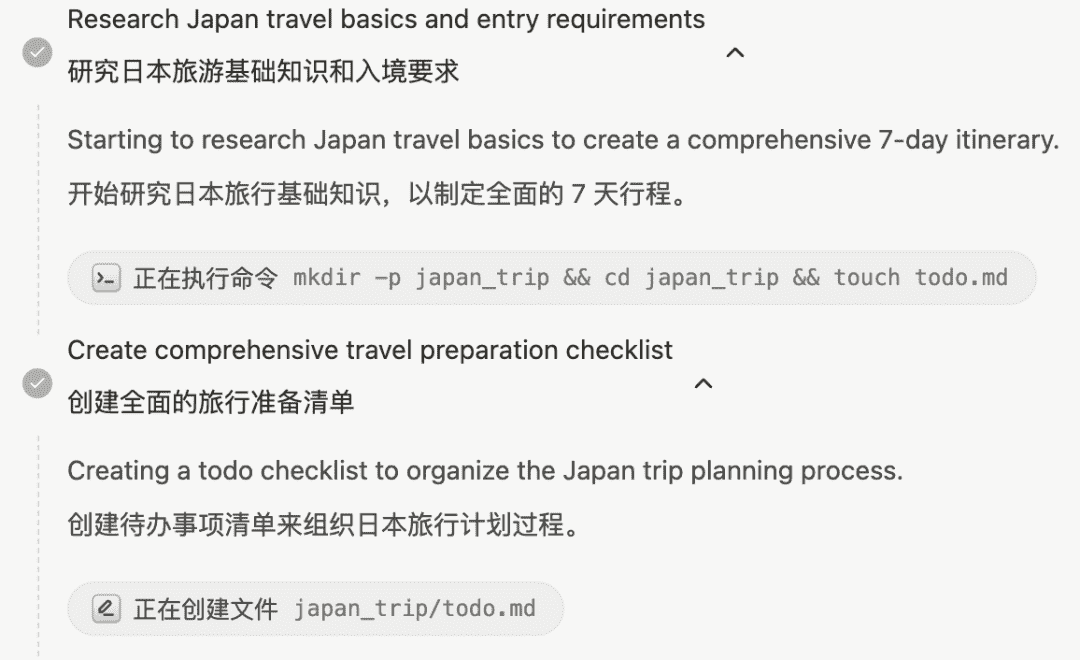 Research Japan travel basics and entry requirements
研究日本旅游基础知识和入境要求
Starting to research Japan travel basics to create a comprehensive 7-day itinerary.
开始研究日本旅行基础知识，以制定全面的 7 天行程。
正在执行命令 mkdir -p japan_trip && cd japan_trip && touch todo.md
Create comprehensive travel preparation checklist
创建全面的旅行准备清单
Creating a todo checklist to organize the Japan trip planning process.
创建待办事项清单来组织日本旅行计划过程。
正在创建文件 japan_trip/todo.md